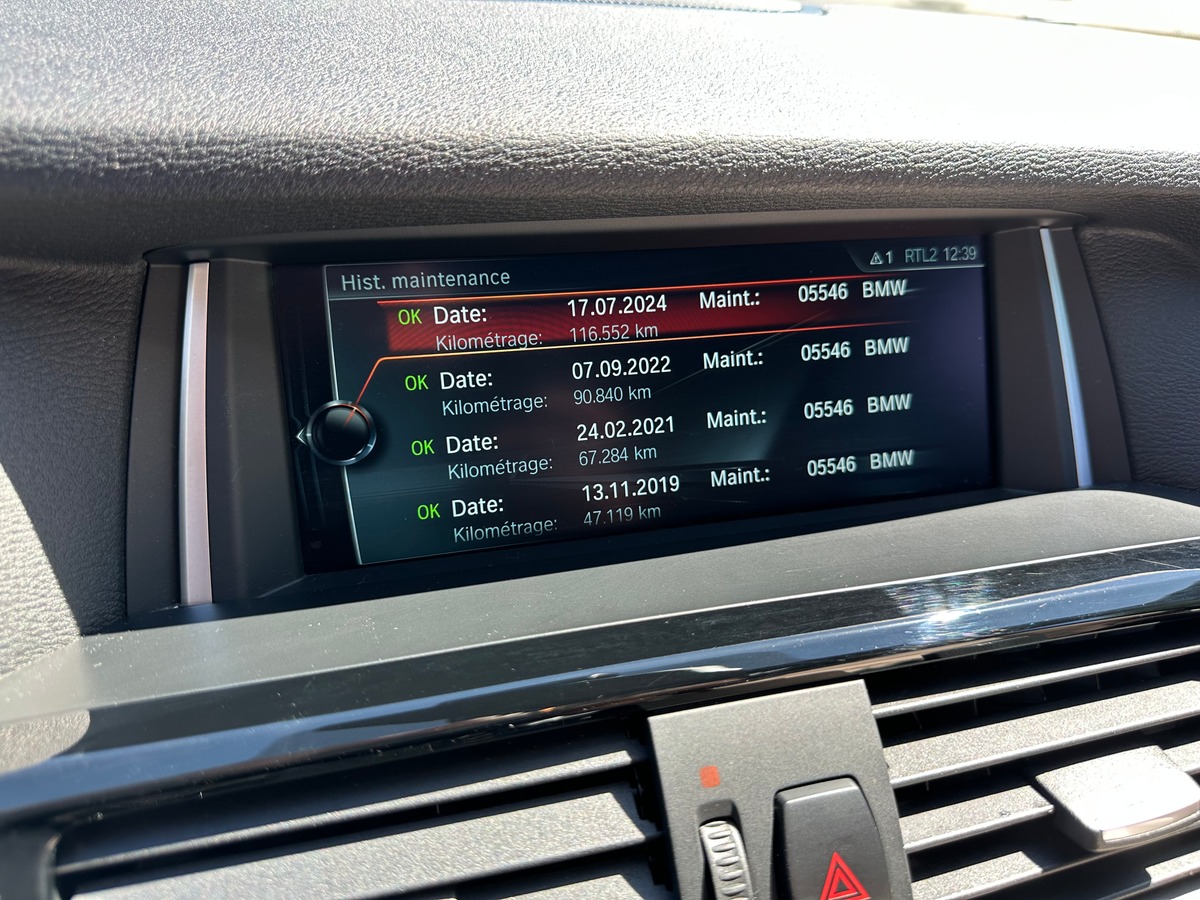 Hist. maintenance
1 RTL2 12:39
OK Date: 17.07.2024 Maint.: 05546 BMW
Kilométrage: 116.552 km
OK Date: 07.09.2022 Maint.: 05546 BMW
Kilométrage: 90.840 km
OK Date: 24.02.2021 Maint.: 05546 BMW
Kilométrage: 67.284 km
OK Date: 13.11.2019 Maint.: 05546 BMW
Kilométrage: 47.119 km